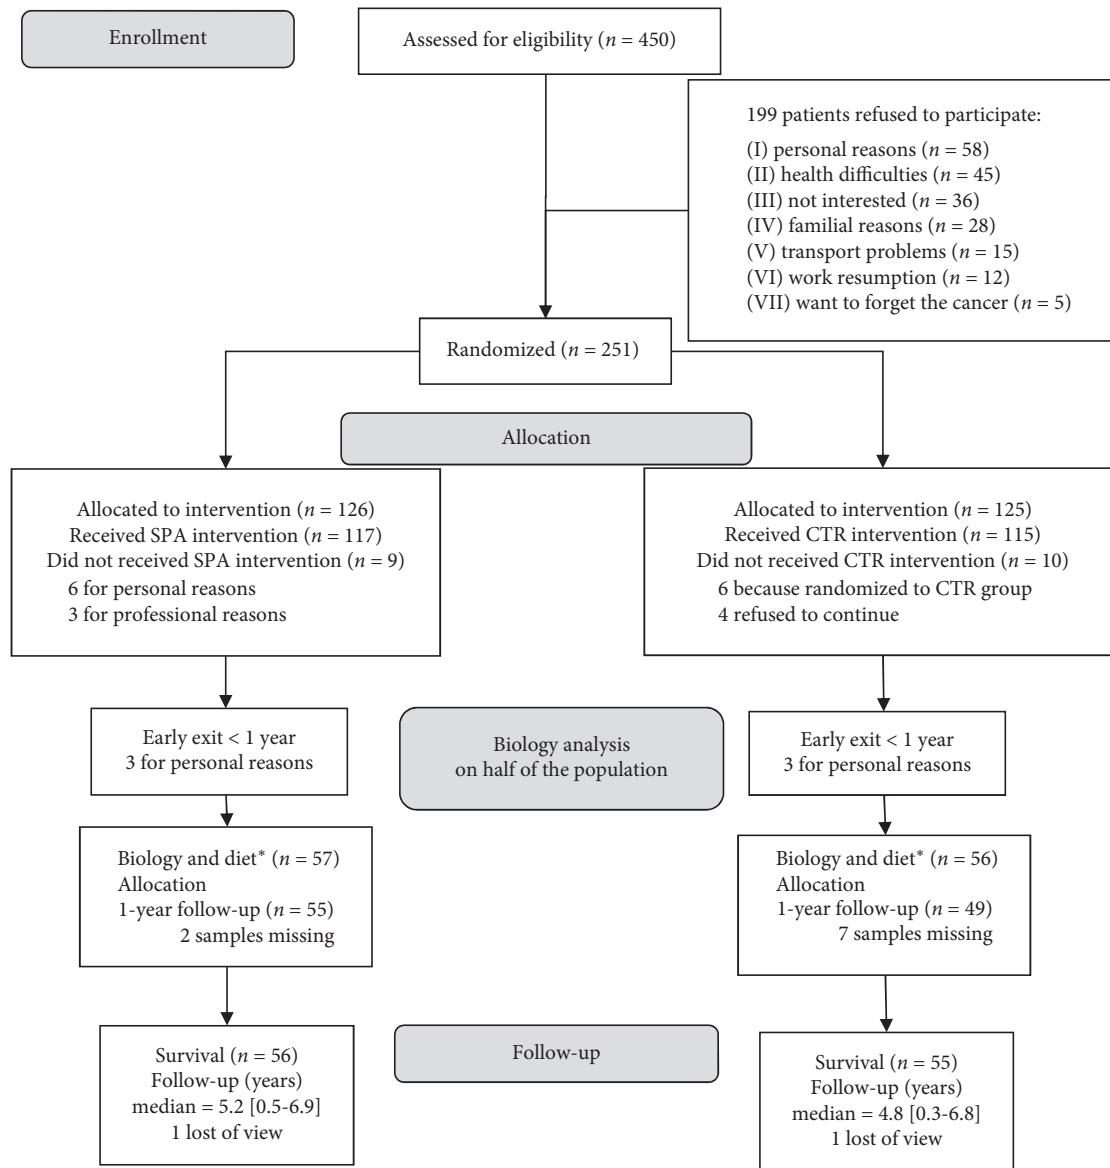 Enrollment
Assessed for eligibility (n = 450)
199 patients refused to participate:
(I) personal reasons (n = 58)
(II) health difficulties (n = 45)
(III) not interested (n = 36)
(IV) familial reasons (n = 28)
(V) transport problems (n = 15)
(VI) work resumption (n = 12)
(VII) want to forget the cancer (n = 5)
Randomized (n = 251)
Allocation
Allocated to intervention (n = 126)
Received SPA intervention (n = 117)
Did not received SPA intervention (n = 9)
6 for personal reasons
3 for professional reasons
Allocated to intervention (n = 125)
Received CTR intervention (n = 115)
Did not received CTR intervention (n = 10)
6 because randomized to CTR group
4 refused to continue
Early exit < 1 year
3 for personal reasons
Biology analysis
on half of the population
Early exit < 1 year
3 for personal reasons
Biology and diet* (n = 57)
Allocation
1-year follow-up (n = 55)
2 samples missing
Biology and diet* (n = 56)
Allocation
1-year follow-up (n = 49)
7 samples missing
Survival (n = 56)
Follow-up (years)
median = 5.2 [0.5-6.9]
1 lost of view
Follow-up
Survival (n = 55)
Follow-up (years)
median = 4.8 [0.3-6.8]
1 lost of view